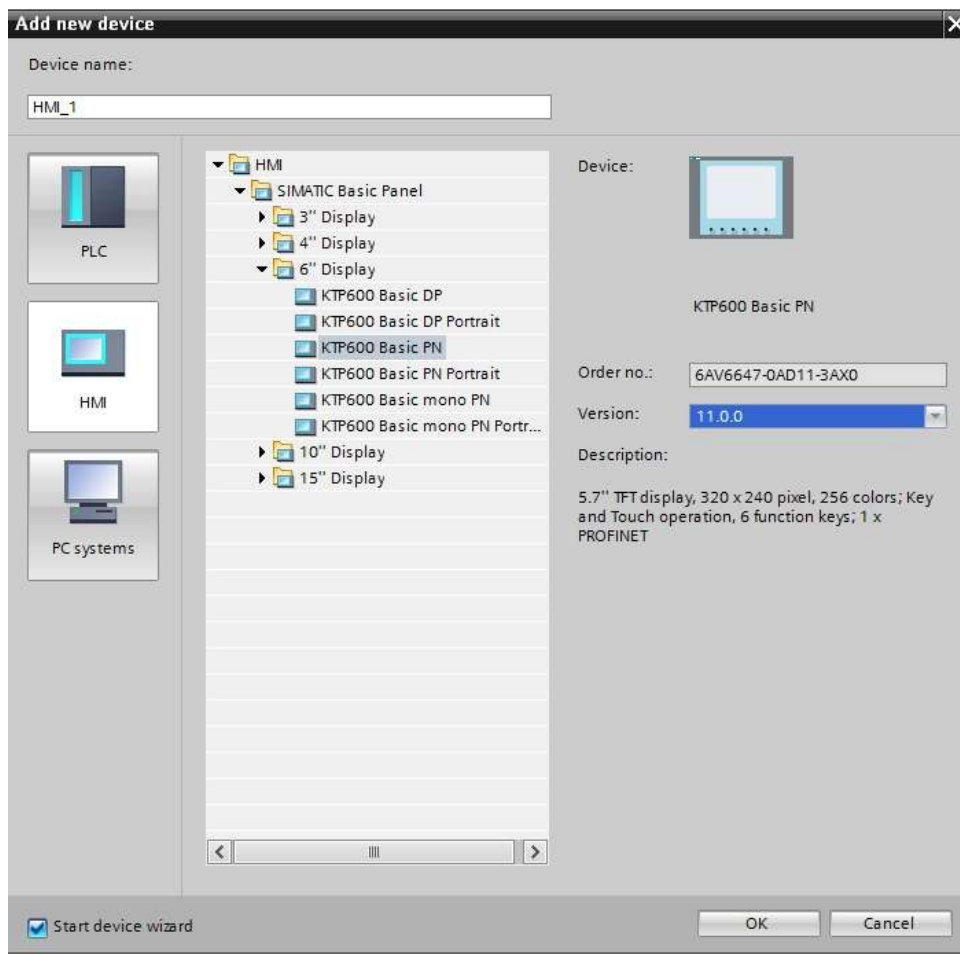 Add new device
Device name:
HMI_1
PLC
HMI
PC systems
HMI
SIMATIC Basic Panel
3" Display
4" Display
6" Display
KTP600 Basic DP
KTP600 Basic DP Portrait
KTP600 Basic PN
KTP600 Basic PN Portrait
KTP600 Basic mono PN
KTP600 Basic mono PN Portr...
10" Display
15" Display
Device:
KTP600 Basic PN
Order no.: 6AV6647-0AD11-3AX0
Version: 11.0.0
Description:
5.7" TFT display, 320 x 240 pixel, 256 colors; Key
and Touch operation, 6 function keys; 1 x
PROFINET
Start device wizard
OK
Cancel